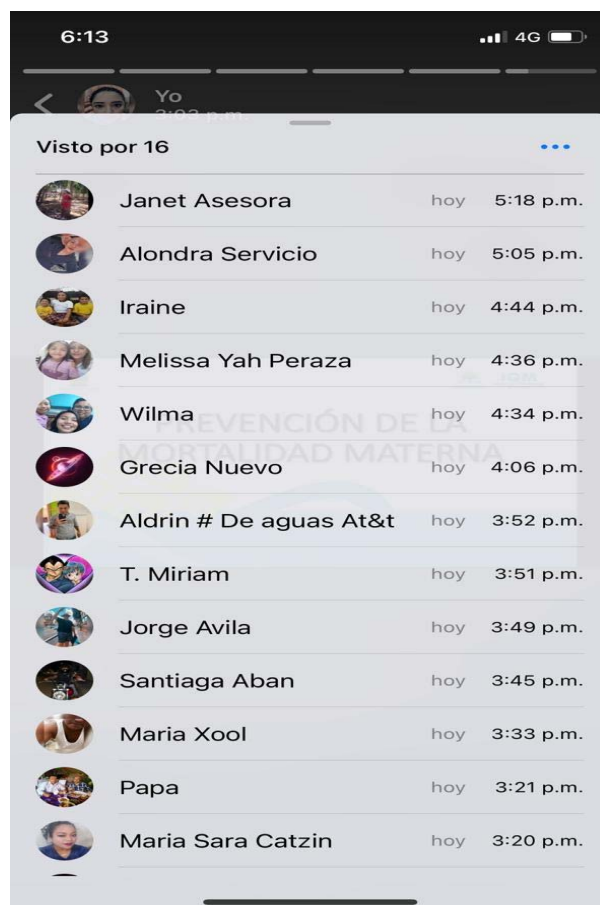 6:13 4G
Yo
3:03 p.m.
Visto por 16
Janet Asesora hoy 5:18 p.m.
Alondra Servicio hoy 5:05 p.m.
Iraine hoy 4:44 p.m.
Melissa Yah Peraza hoy 4:36 p.m.
Wilma hoy 4:34 p.m.
PREVENCIÓN DE LA
MORTALIDAD MATERNA
Grecia Nuevo hoy 4:06 p.m.
Aldrin # De aguas At&t hoy 3:52 p.m.
T. Miriam hoy 3:51 p.m.
Jorge Avila hoy 3:49 p.m.
Santiaga Aban hoy 3:45 p.m.
Maria Xool hoy 3:33 p.m.
Papa hoy 3:21 p.m.
Maria Sara Catzin hoy 3:20 p.m.